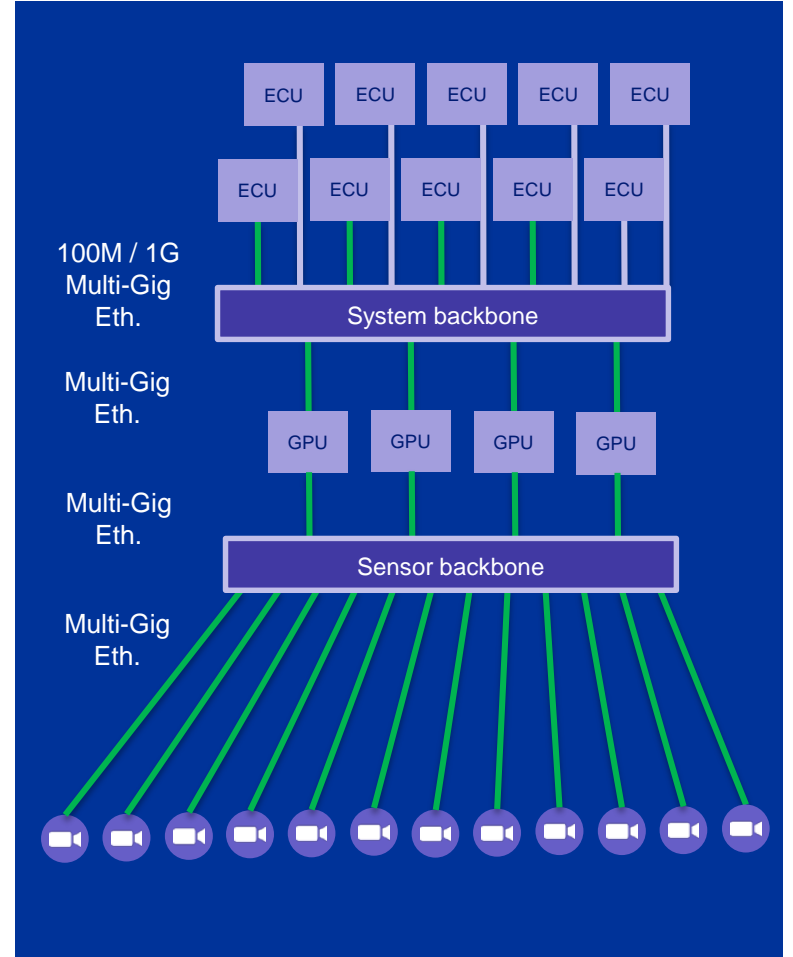 ECU
ECU
ECU
ECU
ECU
ECU
ECU
ECU
ECU
ECU
100M / 1G
Multi-Gig
Eth.
System backbone
Multi-Gig
Eth.
GPU
GPU
GPU
GPU
Multi-Gig
Eth.
Sensor backbone
Multi-Gig
Eth.